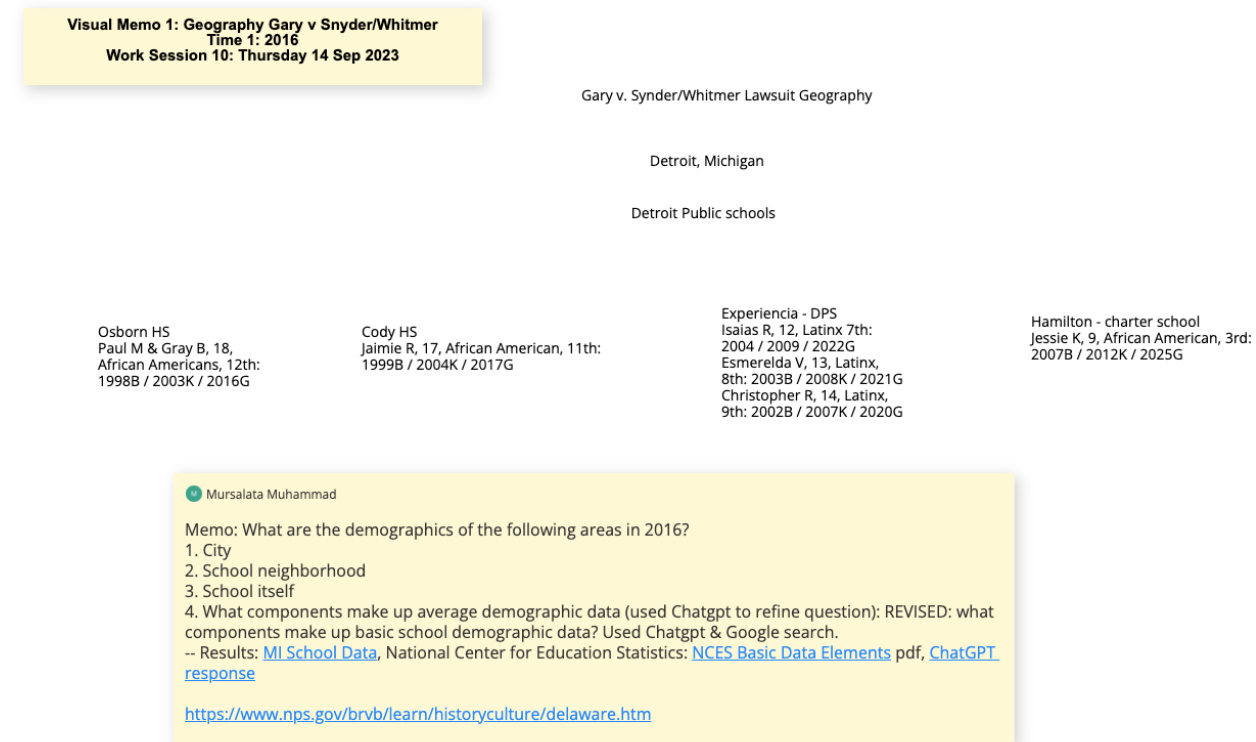 Visual Memo 1: Geography Gary v Snyder/Whitmer
Time 1: 2016
Work Session 10: Thursday 14 Sep 2023
Gary v. Synder/Whitmer Lawsuit Geography
Detroit, Michigan
Detroit Public schools
Osborn HS
Paul M & Gray B, 18,
African Americans, 12th:
1998B / 2003K / 2016G
Cody HS
Jaimie R, 17, African American, 11th:
1999B / 2004K / 2017G
Experiencia - DPS
Isaias R, 12, Latinx 7th:
2004 / 2009 / 2022G
Esmerelda V, 13, Latinx,
8th: 2003B / 2008K / 2021G
Christopher R, 14, Latinx,
9th: 2002B / 2007K / 2020G
Hamilton - charter school
Jessie K, 9, African American, 3rd:
2007B / 2012K / 2025G
M Mursalata Muhammad
Memo: What are the demographics of the following areas in 2016?
1. City
2. School neighborhood
3. School itself
4. What components make up average demographic data (used Chatgpt to refine question): REVISED: what
components make up basic school demographic data? Used Chatgpt & Google search.
-- Results: MI School Data, National Center for Education Statistics: NCES Basic Data Elements pdf, ChatGPT
response
https://www.nps.gov/brvb/learn/historyculture/delaware.htm